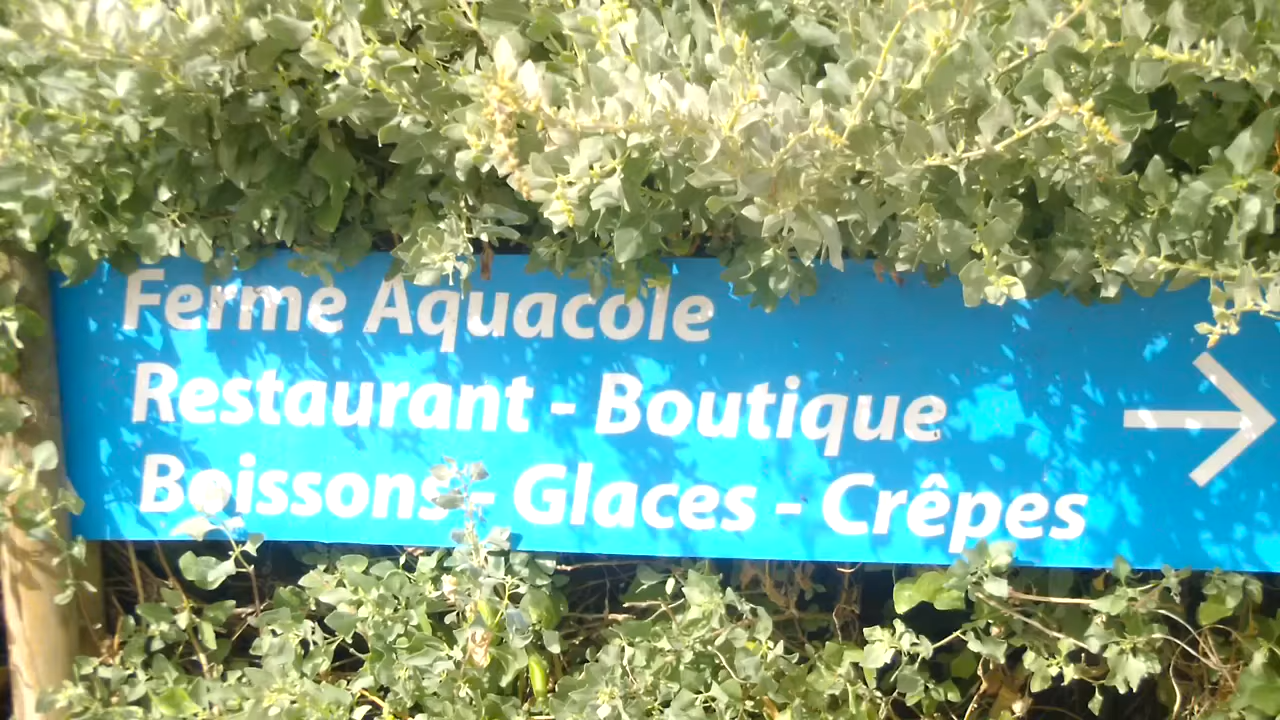 Ferme Aquacole
Restaurant - Boutique
Boissons - Glaces - Crêpes